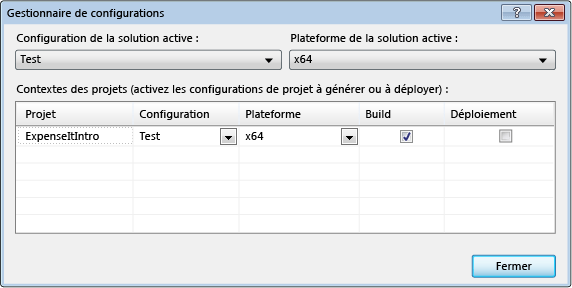 Gestionnaire de configurations
Configuration de la solution active : Plateforme de la solution active :
Test x64
Contextes des projets (activez les configurations de projet à générer ou à déployer) :
Projet Configuration Plateforme Build Déploiement
ExpenseItIntro Test x64
Fermer